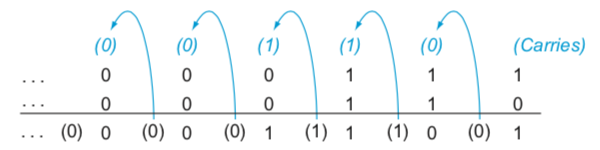 (0) (0) (1) (1) (0) (Carries)
... 0 0 0 1 1 1
... 0 0 0 1 1 0
... (0) 0 (0) 0 (0) 1 (1) 1 (1) 0 (0) 1